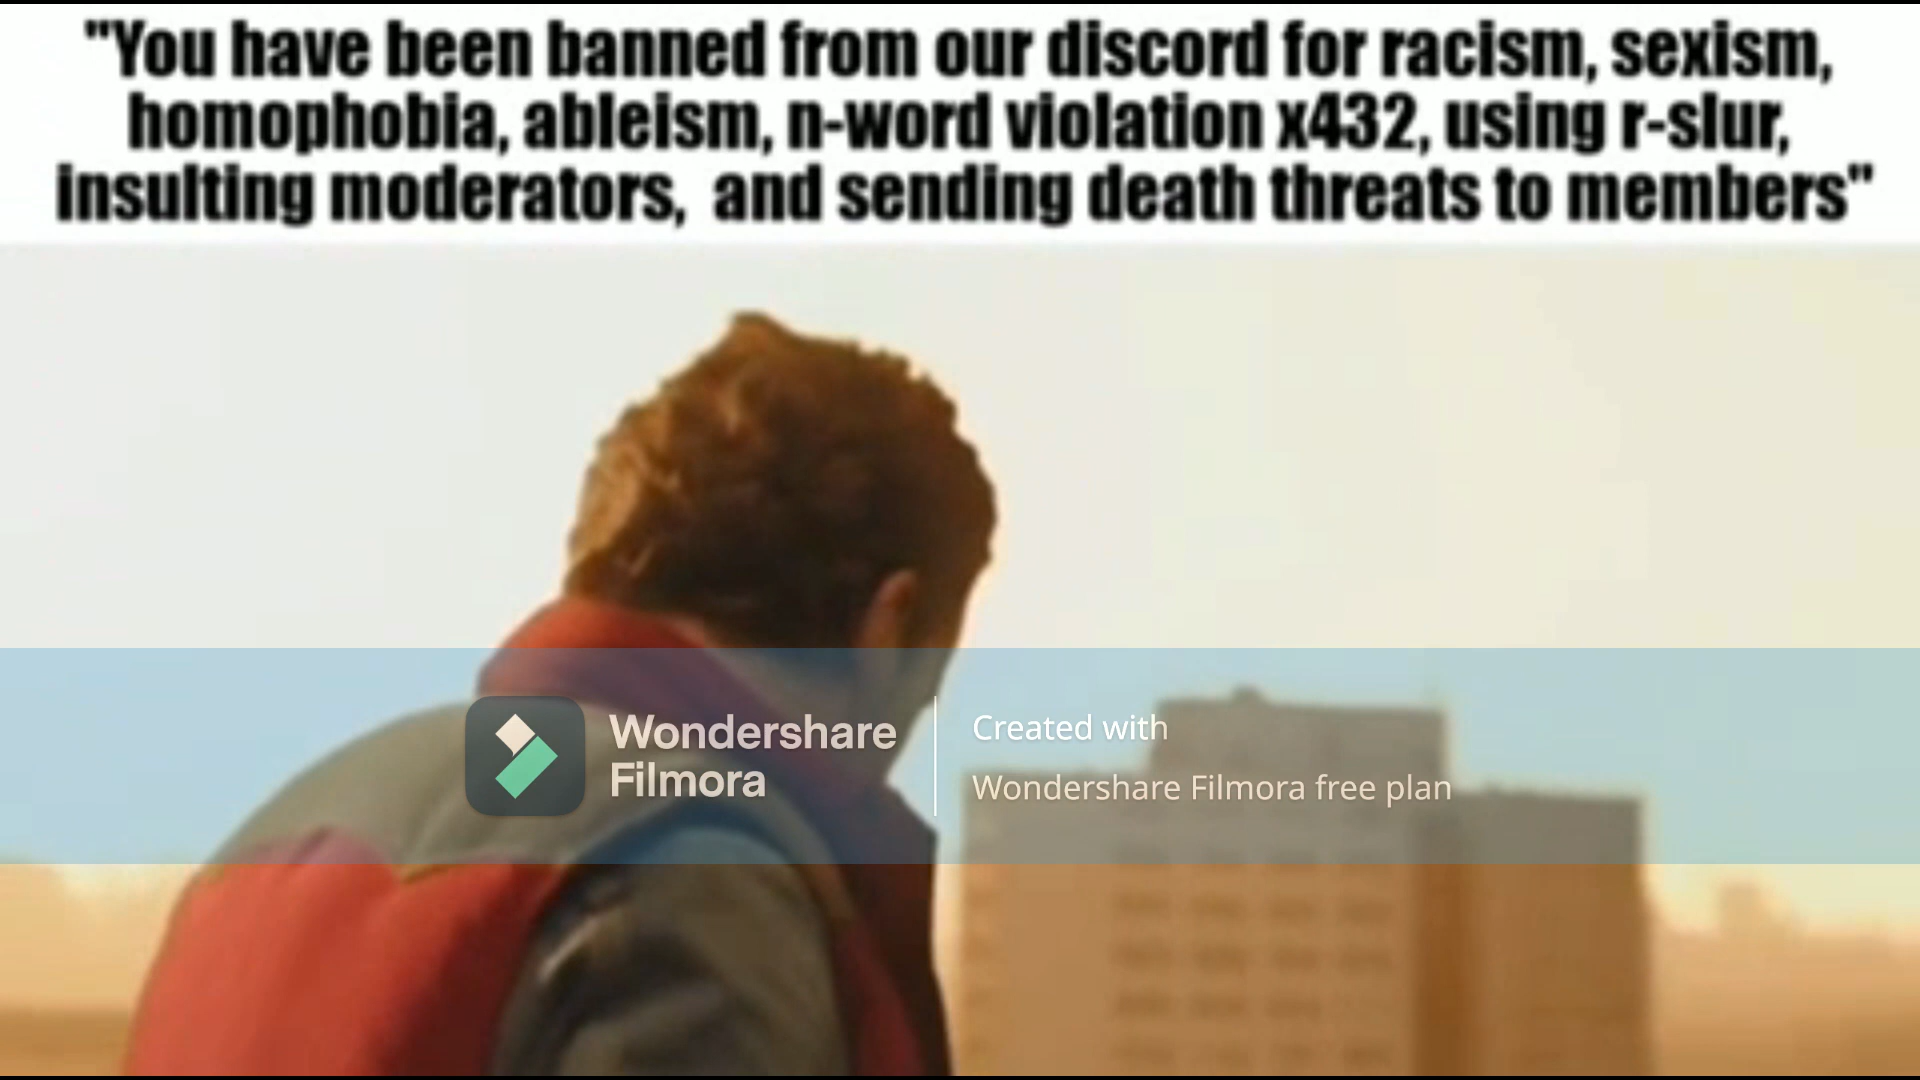 "You have been banned from our discord for racism, sexism,
homophobia, ableism, n-word violation x432, using r-slur,
insulting moderators,  and sending death threats to members"
Wondershare
Filmora
Created with
Wondershare Filmora free plan